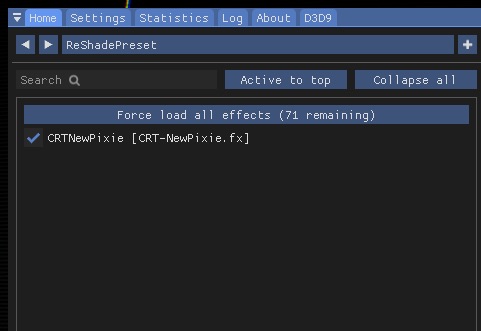 Home Settings Statistics Log About D3D9
ReShadePreset +
Search Active to top Collapse all
Force load all effects (71 remaining)
CRTNewPixie [CRT-NewPixie.fx]